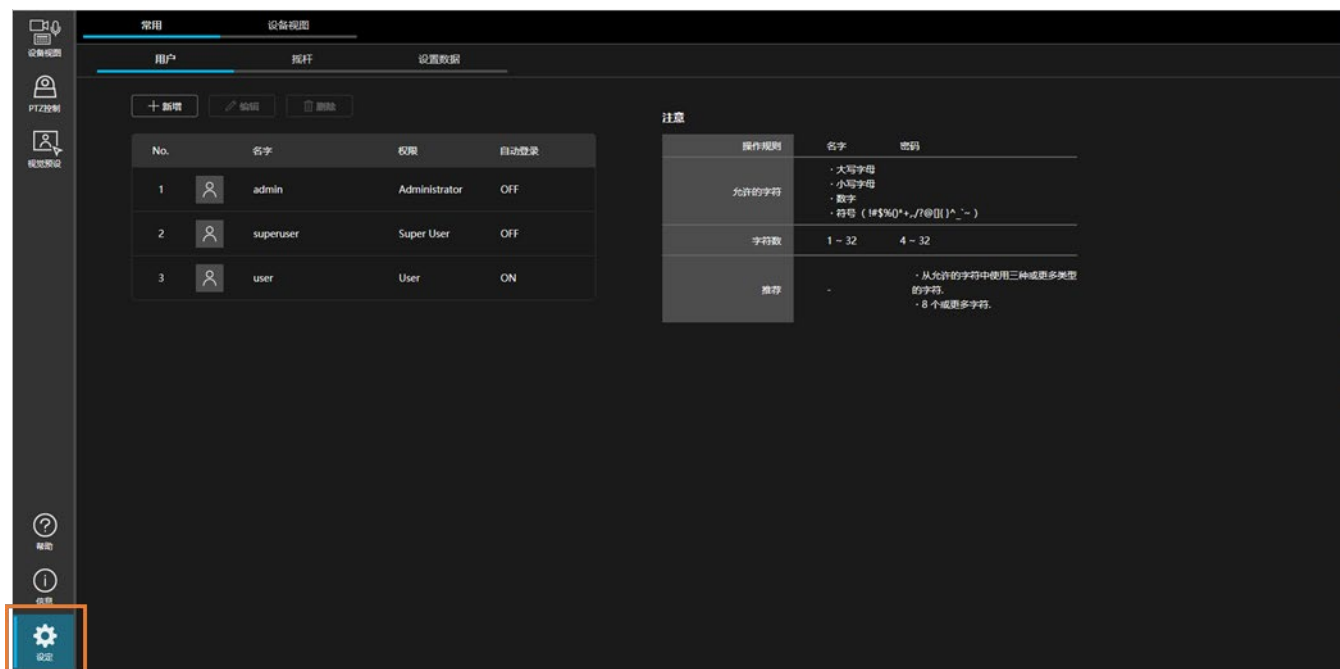 设备视图
PTZ控制
视觉预设
帮助
信息
设定
常用 设备视图
用户 摇杆 设置数据
新增 编辑 删除
No. 名字 权限 自动登录
1 admin Administrator OFF
2 superuser Super User OFF
3 user User ON
注意
操作规则 名字 密码
允许的字符
· 大写字母
· 小写字母
· 数字
· 符号（ !#$%()*+,./?@[]{ }^_`~ ）
字符数 1 ~ 32 4 ~ 32
推荐 -
· 从允许的字符中使用三种或更多类型
的字符.
· 8 个或更多字符.